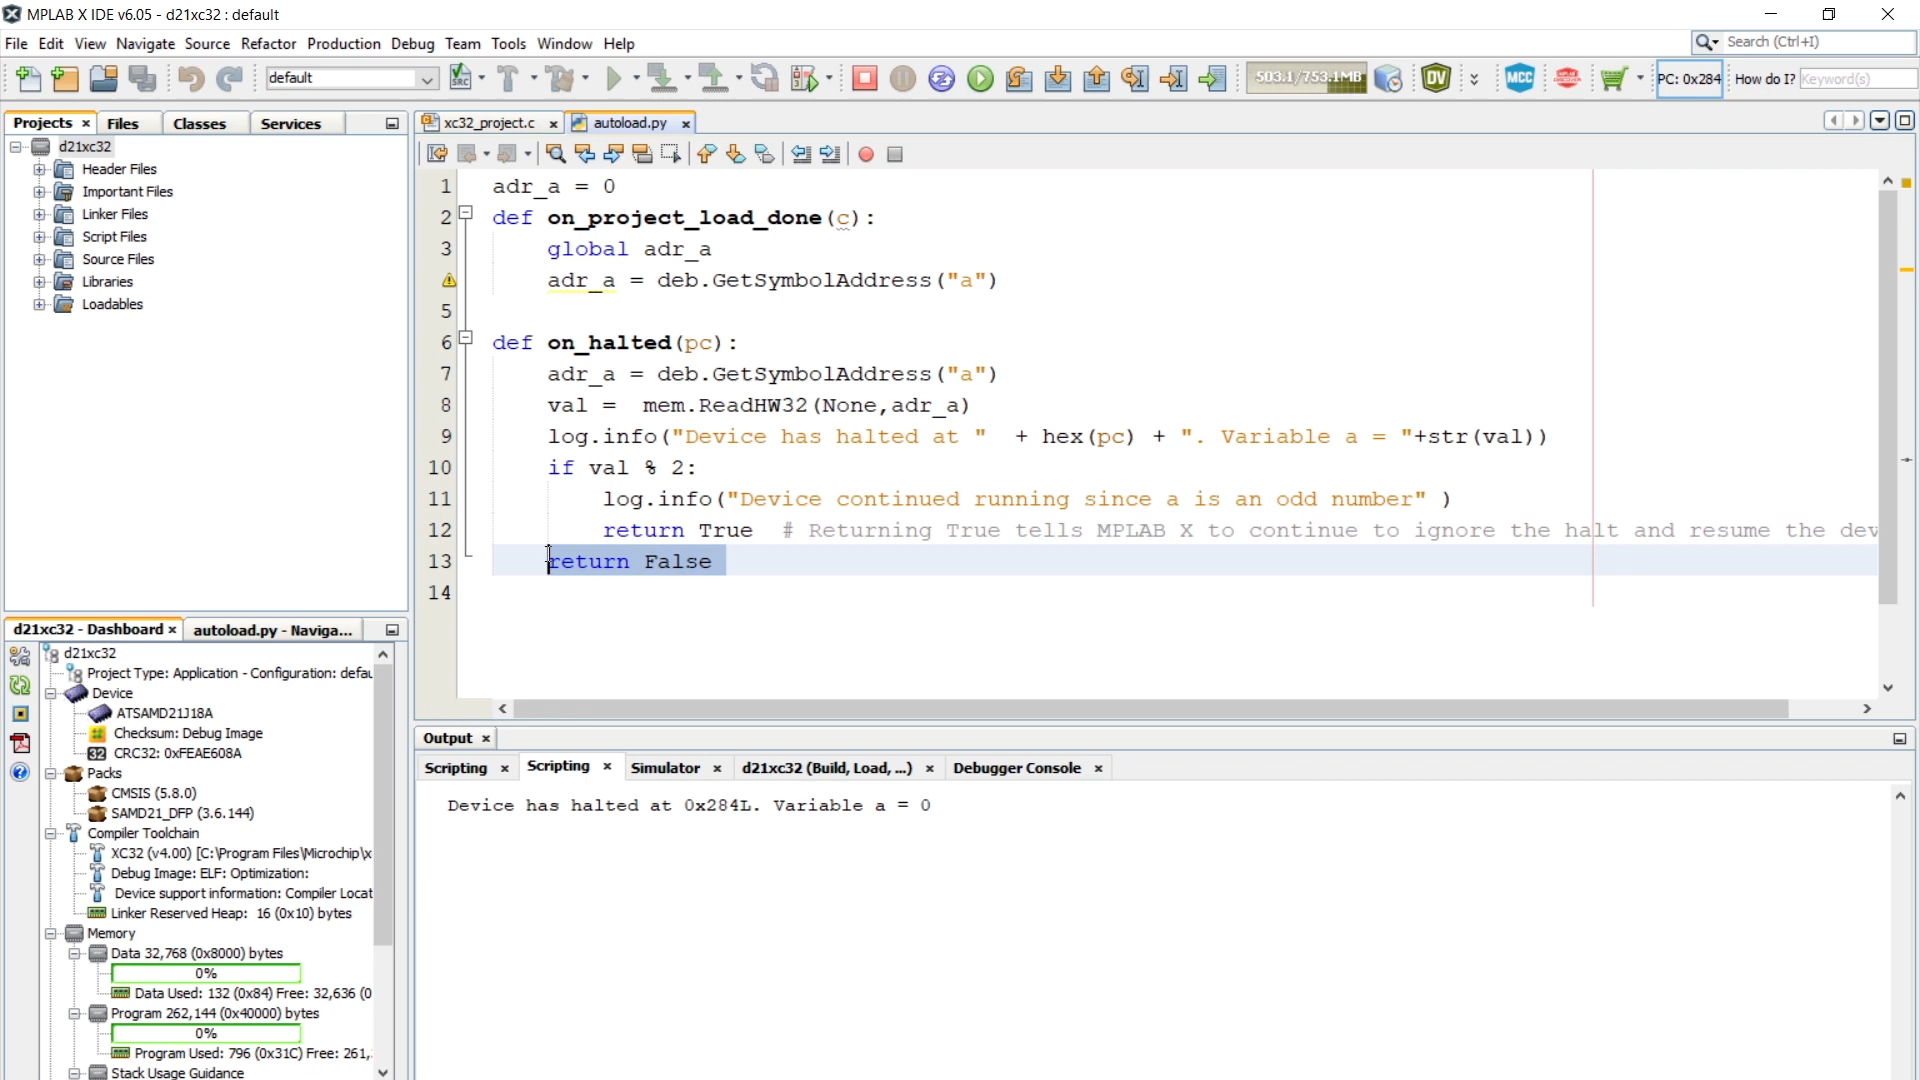 MPLAB X IDE v6.05 - d21xc32 : default
File Edit View Navigate Source Refactor Production Debug Team Tools Window Help
Search (Ctrl+I)
default
503.1/753.1MB
DV
MCC
PC: 0x284
How do I?
Keyword(s)
Projects Files Classes Services
d21xc32
Header Files
Important Files
Linker Files
Script Files
Source Files
Libraries
Loadables
xc32_project.c autoload.py
1 adr_a = 0
2 def on_project_load_done(c):
3 global adr_a
adr_a = deb.GetSymbolAddress("a")
5
6 def on_halted(pc):
7 adr_a = deb.GetSymbolAddress("a")
8 val = mem.ReadHW32(None,adr_a)
9 log.info("Device has halted at " + hex(pc) + ". Variable a = "+str(val))
10 if val % 2:
11 log.info("Device continued running since a is an odd number" )
12 return True # Returning True tells MPLAB X to continue to ignore the halt and resume the dev
13 return False
14
d21xc32 - Dashboard autoload.py - Naviga...
d21xc32
Project Type: Application - Configuration: defau
Device
ATSAMD21J18A
Checksum: Debug Image
32 CRC32: 0xFEAE608A
Packs
CMSIS (5.8.0)
SAMD21_DFP (3.6.144)
Compiler Toolchain
XC32 (v4.00) [C:\Program Files\Microchip\x
Debug Image: ELF: Optimization:
Device support information: Compiler Locat
Linker Reserved Heap: 16 (0x10) bytes
Memory
Data 32,768 (0x8000) bytes
0%
Data Used: 132 (0x84) Free: 32,636 (0
Program 262,144 (0x40000) bytes
0%
Program Used: 796 (0x31C) Free: 261,
Stack Usage Guidance
Output
Scripting Scripting Simulator d21xc32 (Build, Load, ...) Debugger Console
Device has halted at 0x284L. Variable a = 0